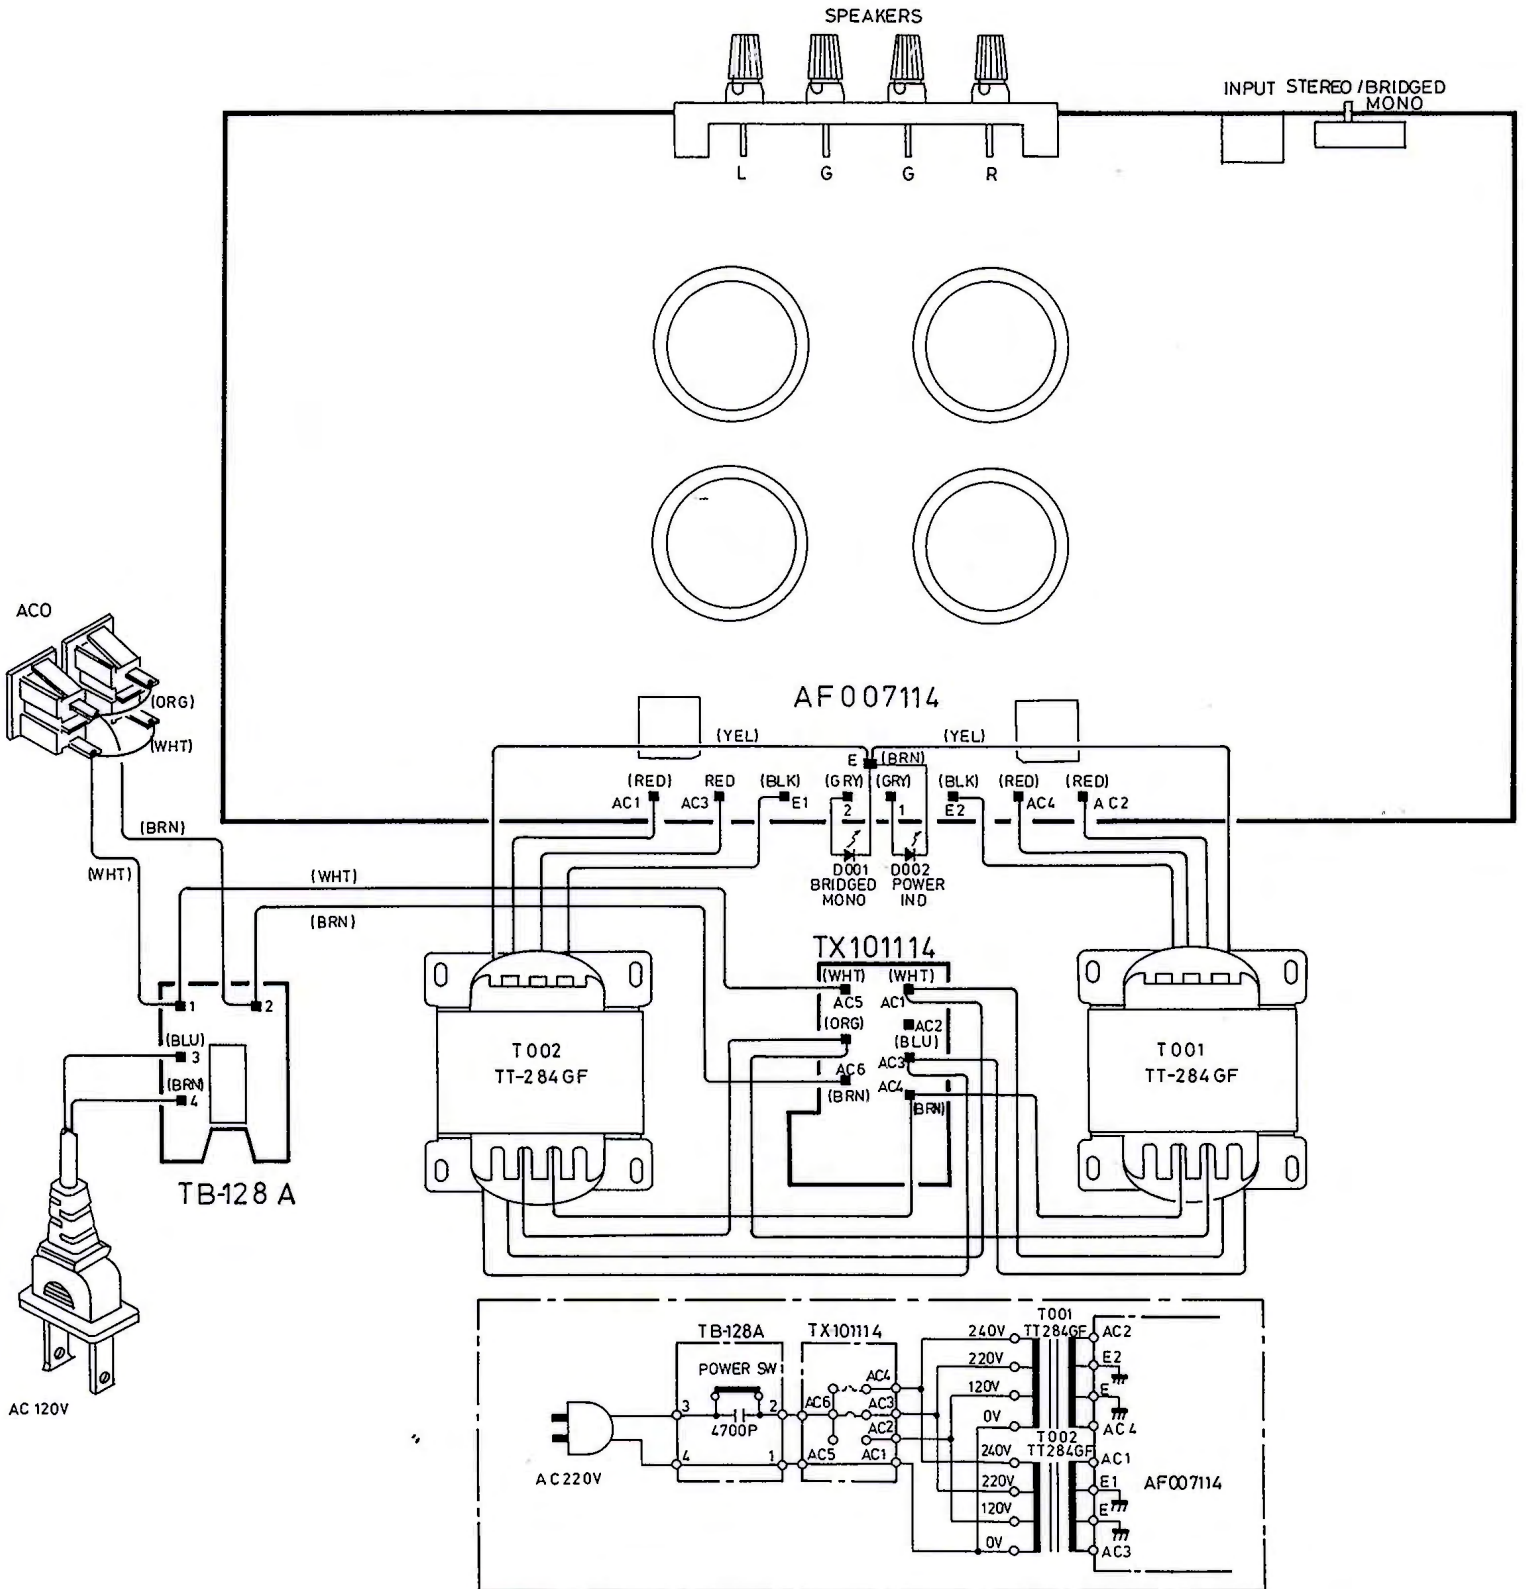 SPEAKERS
INPUT STEREO/BRIDGED
MONO
L G G R
ACO
(ORG)
(WHT)
AF007114
(YEL) (YEL)
E (BRN)
(RED) RED (BLK) (GRY) (GRY) (BLK) (RED) (RED)
AC1 AC3 E1 2 1 E2 AC4 AC2
(BRN)
(WHT)
(WHT)
(BRN)
D001 D002
BRIDGED POWER
MONO IND
TX101114
(WHT) (WHT)
AC5 AC1
(ORG) AC2
(BLU)
AC3
AC6 AC4
(BRN) (BRN)
1 2
(BLU)
3
(BRN)
4
TB-128A
T002
TT-284GF
T001
TT-284GF
AC 120V
TB-128A TX101114
POWER SW
3 2
4700P
4 1
AC220V
AC6 AC4
AC3
AC2
AC5 AC1
T001
240V TT284GF AC2
220V E2
120V E
0V AC4
T002
240V TT284GF AC1
220V E1
120V E
0V AC3
AF007114